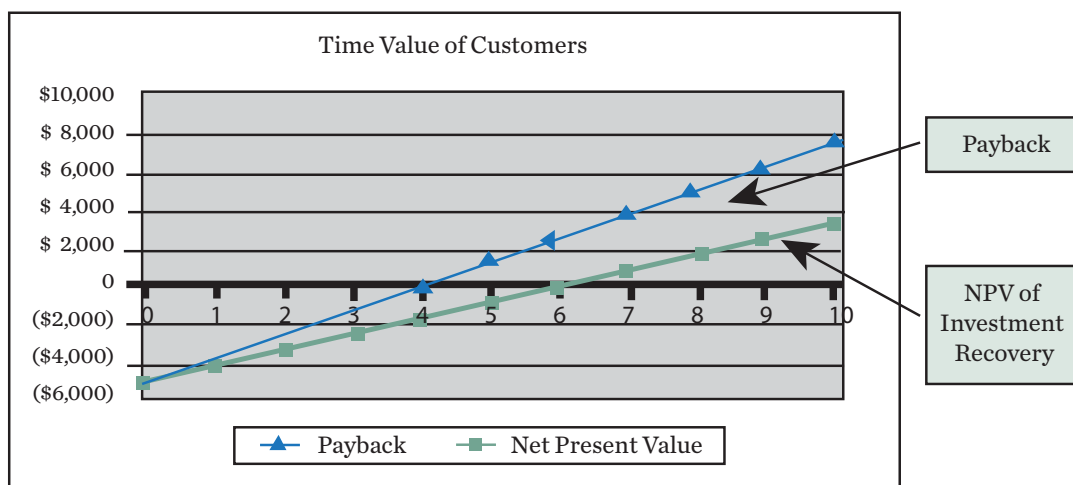 Time Value of Customers
$10,000
$ 8,000
$ 6,000
$ 4,000
$ 2,000
0
($2,000)
($4,000)
($6,000)
0 1 2 3 4 5 6 7 8 9 10
Payback
NPV of
Investment
Recovery
Payback Net Present Value